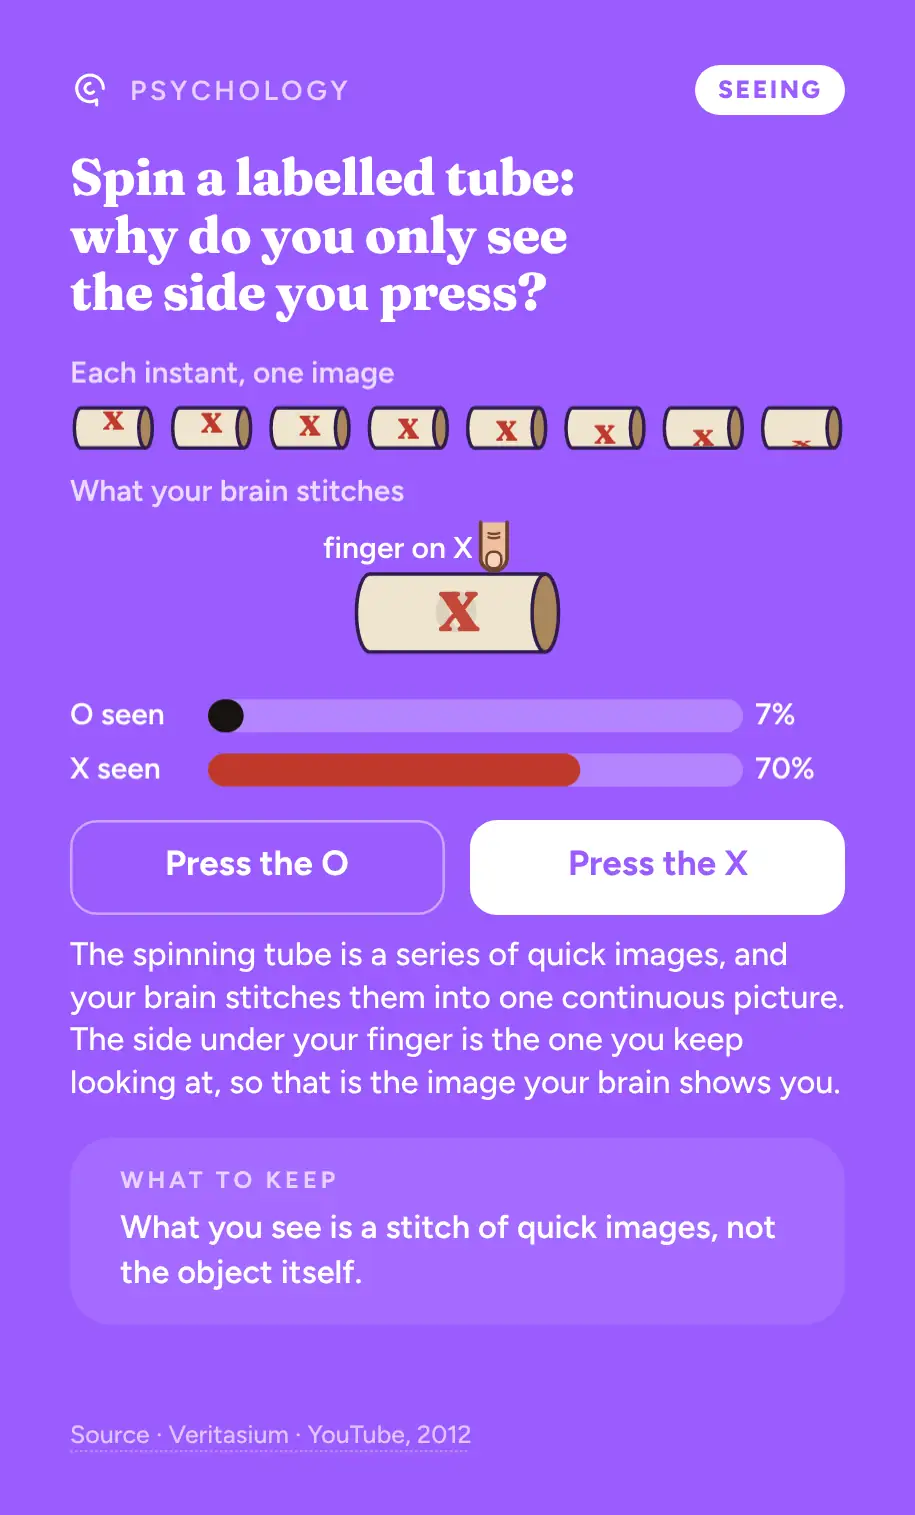 PSYCHOLOGY
SEEING
Spin a labelled tube:
why do you only see
the side you press?
Each instant, one image
X X X X X X X X
What your brain stitches
finger on X
X
O seen 7%
X seen 70%
Press the O
Press the X
The spinning tube is a series of quick images, and
your brain stitches them into one continuous picture.
The side under your finger is the one you keep
looking at, so that is the image your brain shows you.
WHAT TO KEEP
What you see is a stitch of quick images, not
the object itself.
Source · Veritasium · YouTube, 2012